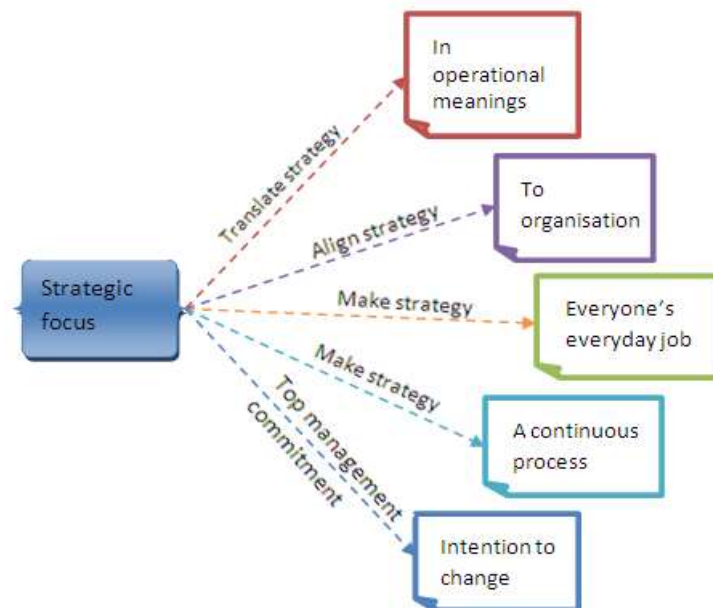 In
operational
meanings
Translate strategy
To
organisation
Align strategy
Strategic
focus
Make strategy
Everyone's
everyday job
Make strategy
A continuous
process
Top management
commitment
Intention to
change